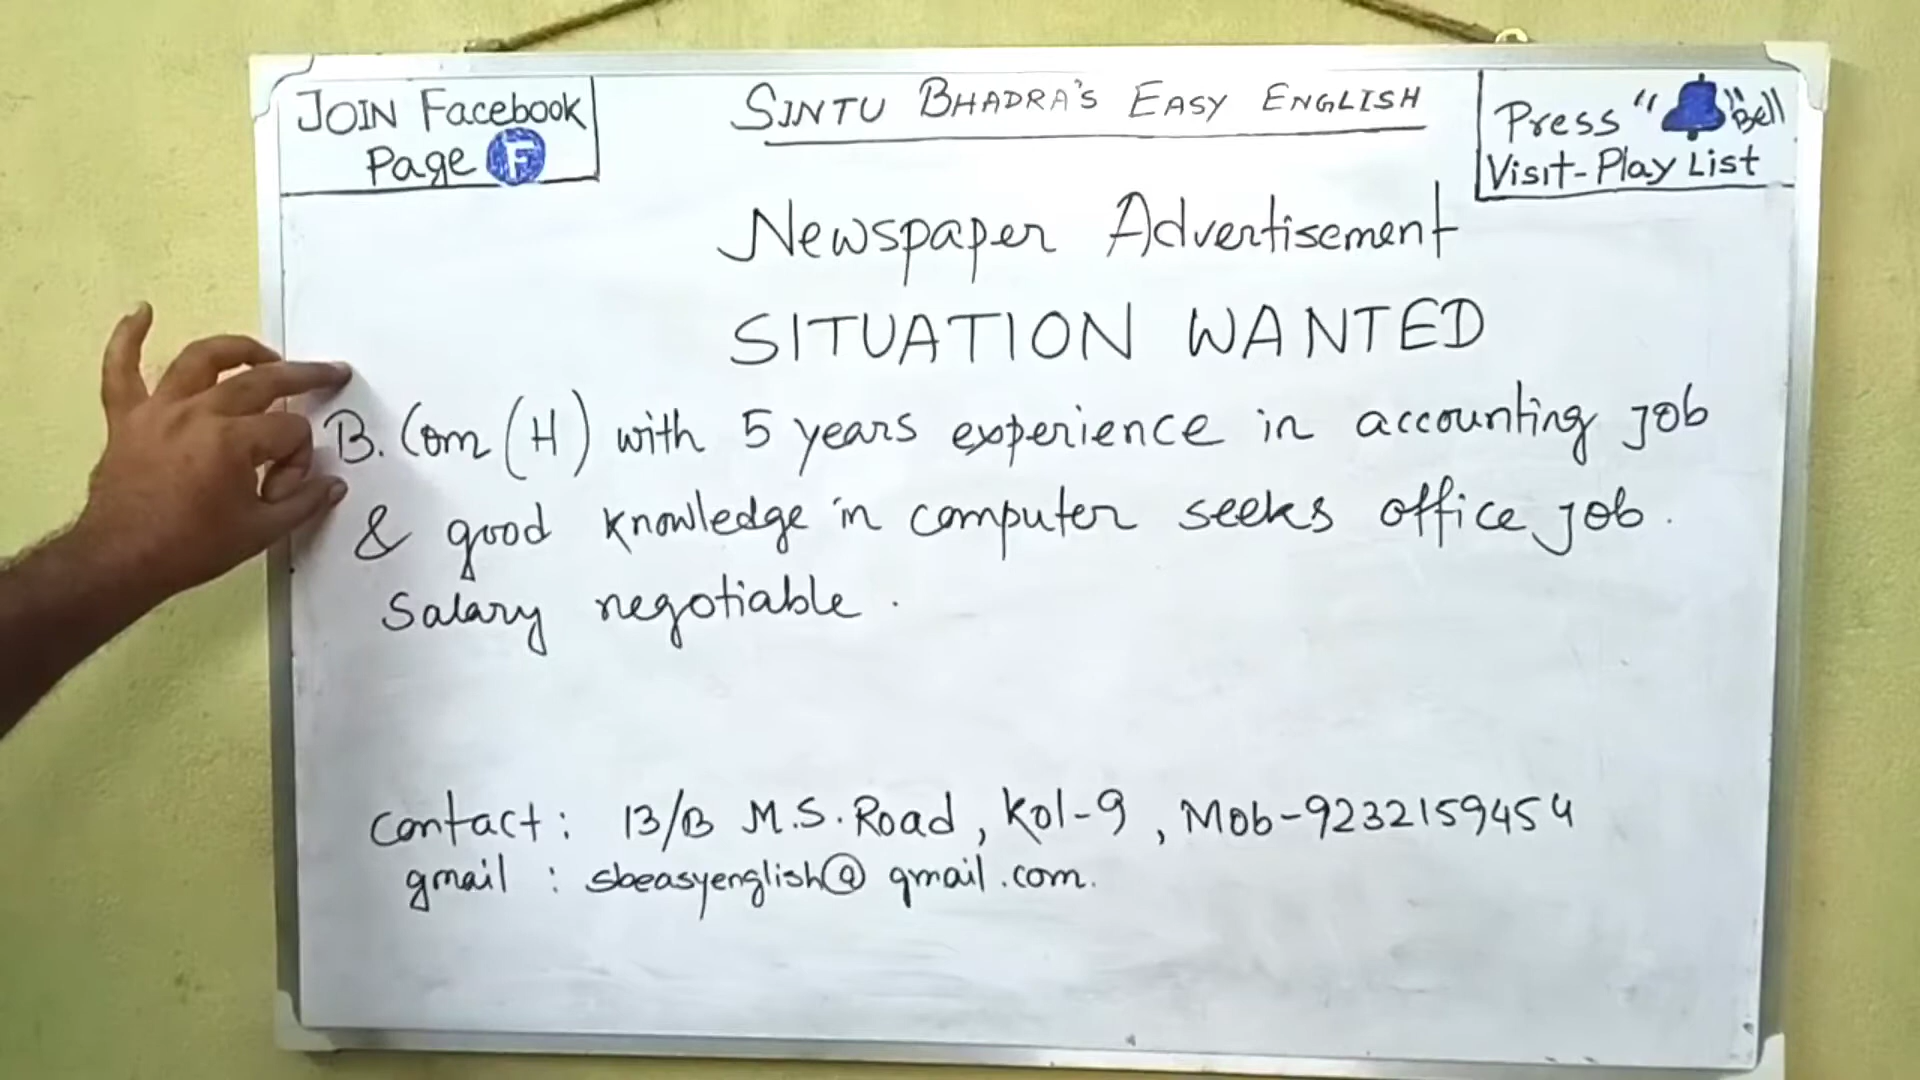 JOIN Facebook
Page F
SINTU BHADRA'S EASY ENGLISH
Press " " Bell
Visit-Play List
Newspaper Advertisement
SITUATION WANTED
B. Com (H) with 5 years experience in accounting job
& good knowledge in computer seeks office job.
Salary negotiable.
contact: 13/B M.S. Road, Kol-9, Mob-9232159454
gmail : sbeasyenglish@gmail.com.